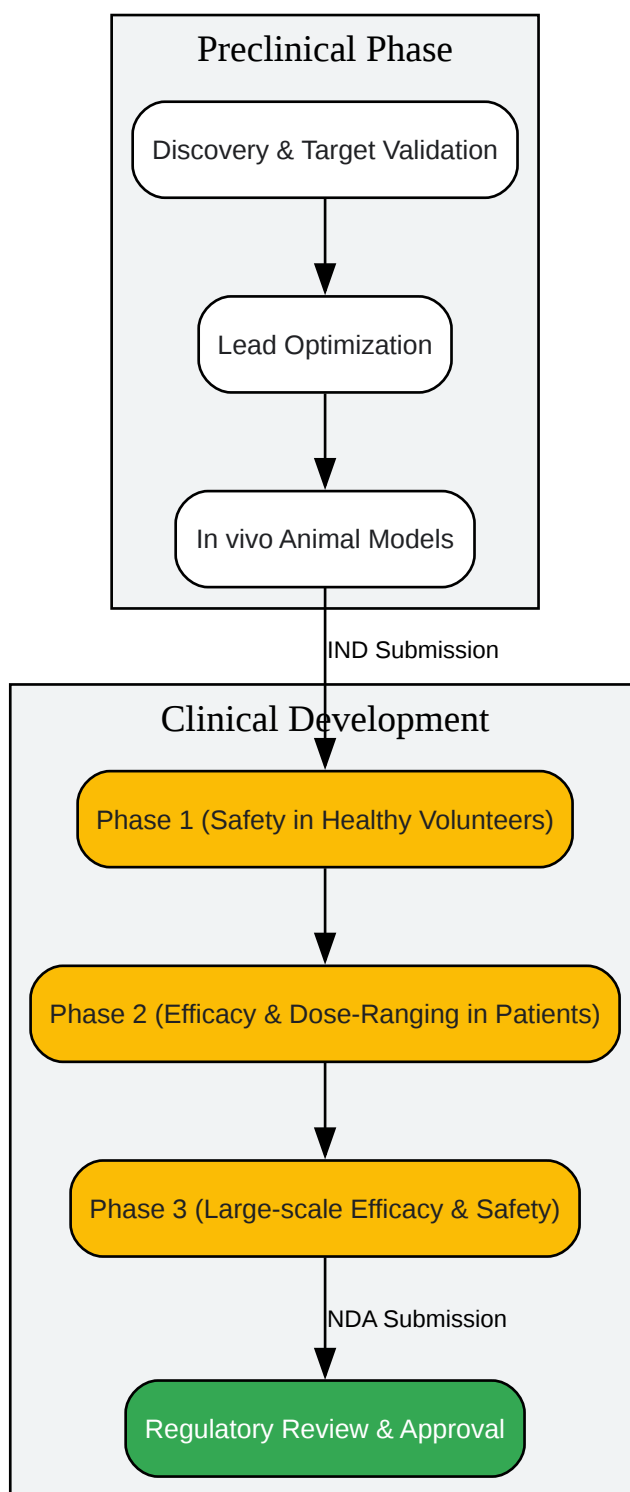 Preclinical Phase
Discovery & Target Validation
Lead Optimization
In vivo Animal Models
IND Submission
Clinical Development
Phase 1 (Safety in Healthy Volunteers)
Phase 2 (Efficacy & Dose-Ranging in Patients)
Phase 3 (Large-scale Efficacy & Safety)
NDA Submission
Regulatory Review & Approval